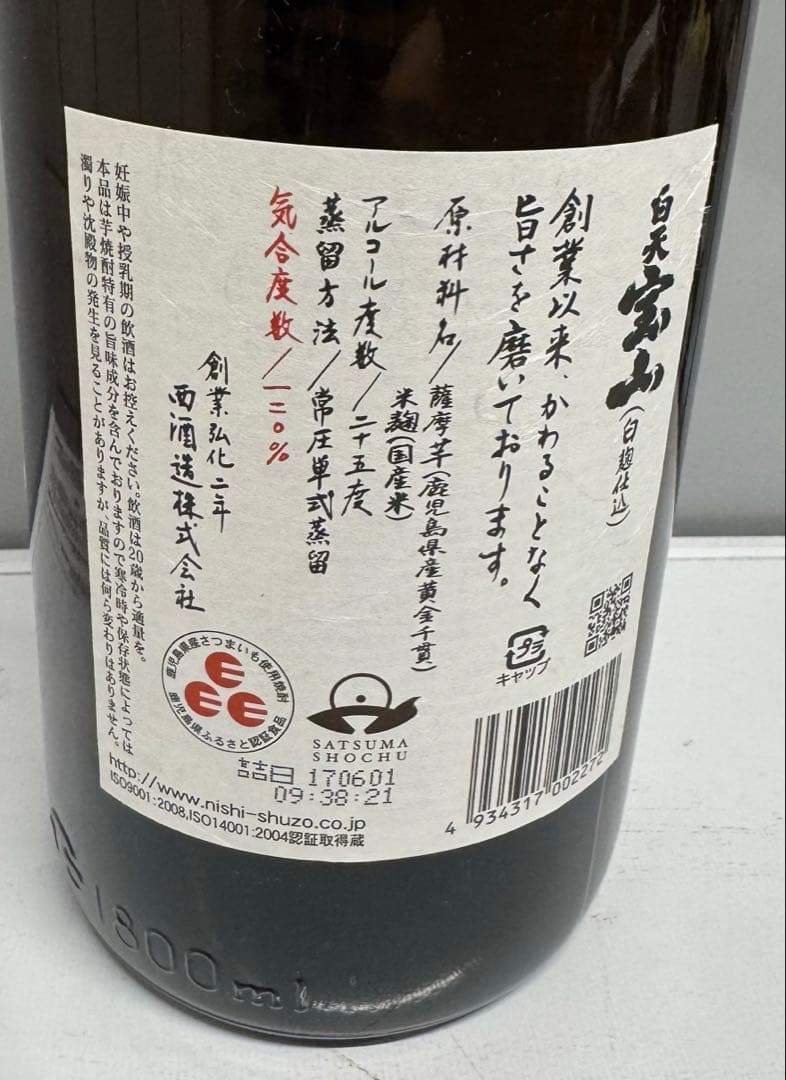 白天宝山(白麹仕込)
創業以来、かわることなく
旨さを磨いております。
原材料名/薩摩芋(鹿児島県産黄金千貫)
米麹(国産米)
アルコール度数/二十五度
蒸留方法/常圧単式蒸留
気合度数/一二〇%
創業弘化二年
西酒造株式会社
妊娠中や授乳期の飲酒はお控えください。飲酒は20歳から適量を。
本品は芋焼酎特有の旨味成分を含んでおりますので寒冷時や保存状態によっては
濁りや沈殿物の発生を見ることがありますが、品質には何ら変わりはありません。
鹿児島県産さつまいも使用焼酎
鹿児島県ふるさと認証食品
SATSUMA
SHOCHU
プラ
キャップ
詰日 170601
09:38:21
4 934317 002272
http://www.nishi-shuzo.co.jp
ISO9001:2008,ISO14001:2004認証取得蔵
1800ml